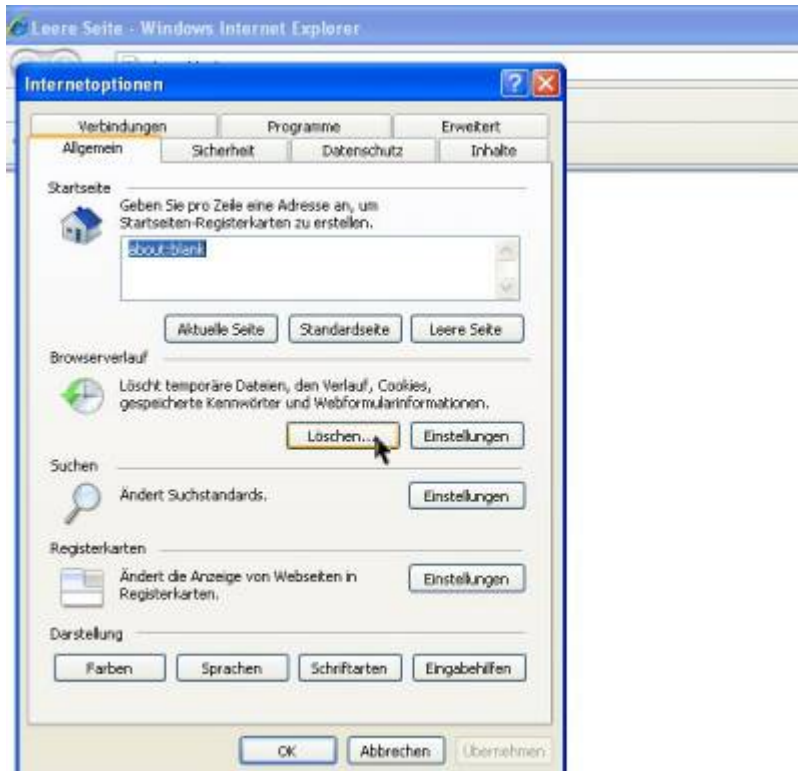 Leere Seite - Windows Internet Explorer
Internetoptionen
Verbindungen Programme Erweitert
Allgemein Sicherheit Datenschutz Inhalte
Startseite
Geben Sie pro Zeile eine Adresse an, um
Startseiten-Registerkarten zu erstellen.
about:blank
Aktuelle Seite Standardseite Leere Seite
Browserverlauf
Löscht temporäre Dateien, den Verlauf, Cookies,
gespeicherte Kennwörter und Webformularinformationen.
Löschen... Einstellungen
Suchen
Ändert Suchstandards. Einstellungen
Registerkarten
Ändert die Anzeige von Webseiten in
Registerkarten.
Einstellungen
Darstellung
Farben Sprachen Schriftarten Eingabehilfen
OK Abbrechen Übernehmen